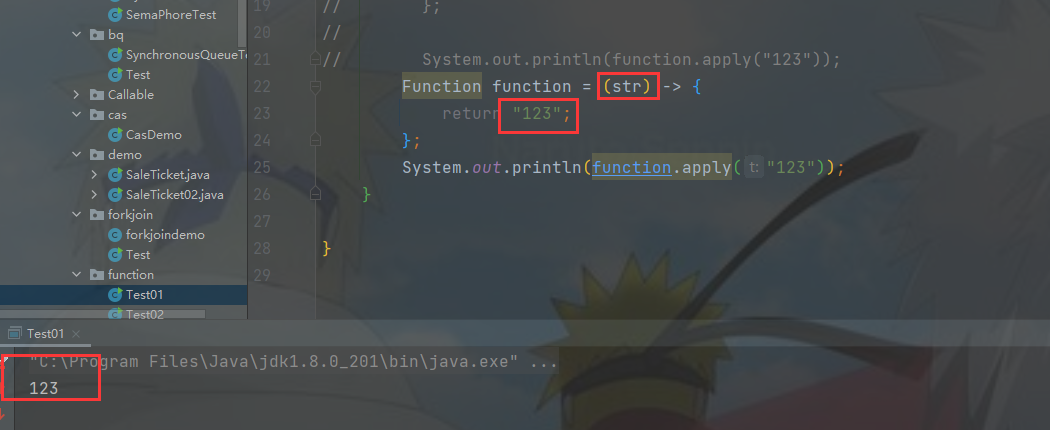 SemaPhoreTest
bq
SynchronousQueueTe
Test
Callable
cas
CasDemo
demo
SaleTicket.java
SaleTicket02.java
forkjoin
forkjoindemo
Test
function
Test01
Test02
19 // };
20 //
21 // System.out.println(function.apply("123"));
22 Function function = (str) -> {
23 return "123";
24 };
25 System.out.println(function.apply( t: "123"));
26 }
27
28 }
29
Test01 ×
"C:\Program Files\Java\jdk1.8.0_201\bin\java.exe" ...
123